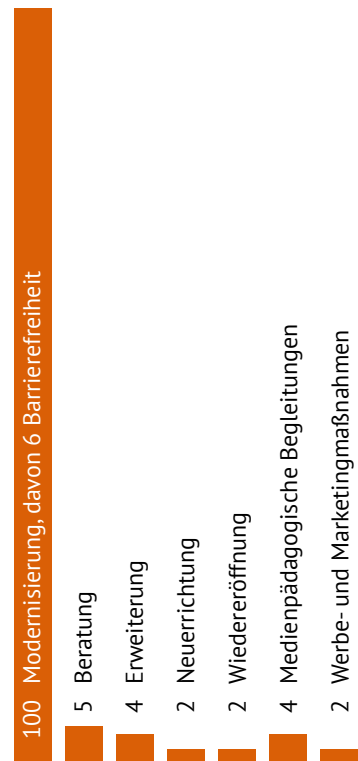 100 Modernisierung, davon 6 Barrierefreiheit
5 Beratung
4 Erweiterung
2 Neuerrichtung
2 Wiedereröffnung
4 Medienpädagogische Begleitungen
2 Werbe- und Marketingmaßnahmen